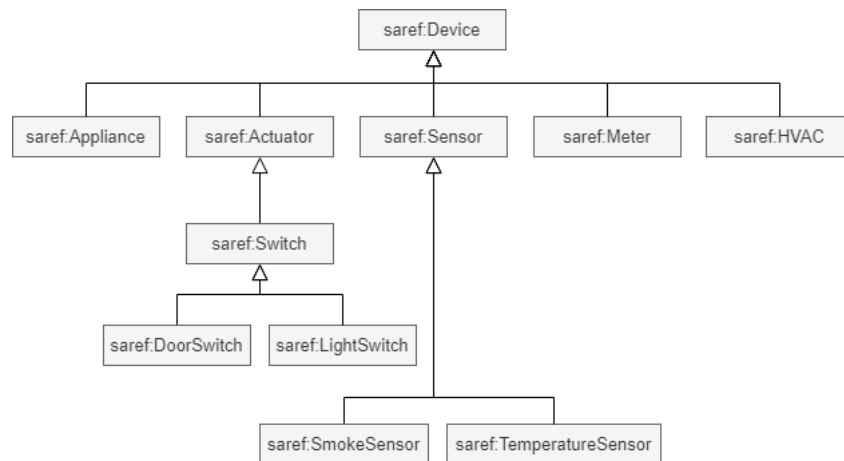 saref:Device
saref:Appliance
saref:Actuator
saref:Sensor
saref:Meter
saref:HVAC
saref:Switch
saref:DoorSwitch
saref:LightSwitch
saref:SmokeSensor
saref:TemperatureSensor